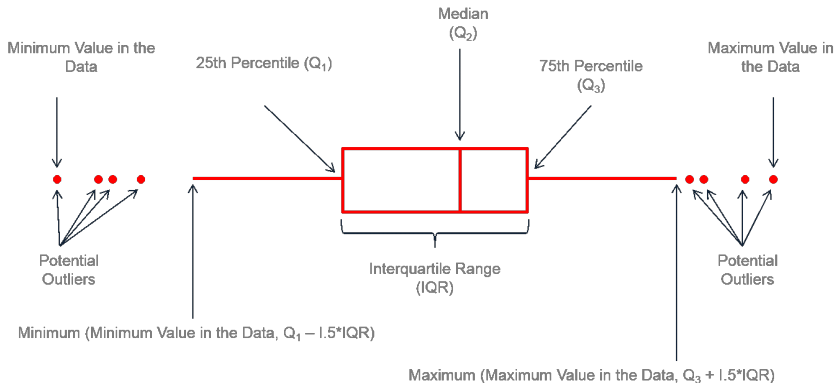 Median
(Q₂)
Minimum Value in the
Data
25th Percentile (Q₁)
75th Percentile
(Q₃)
Maximum Value in
the Data
Potential
Outliers
Interquartile Range
(IQR)
Potential
Outliers
Minimum (Minimum Value in the Data, Q₁ – I.5*IQR)
Maximum (Maximum Value in the Data, Q₃ + I.5*IQR)